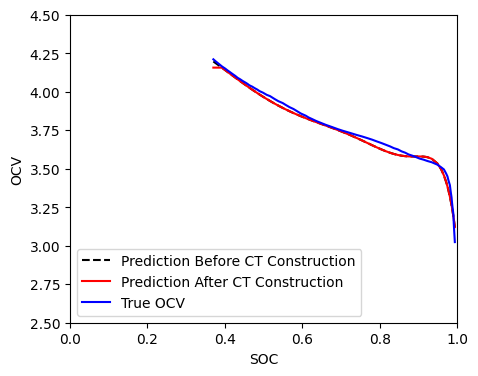 4.50
4.25
4.00
3.75
3.50
3.25
3.00
2.75
2.50
OCV
Prediction Before CT Construction
Prediction After CT Construction
True OCV
0.0 0.2 0.4 0.6 0.8 1.0
SOC